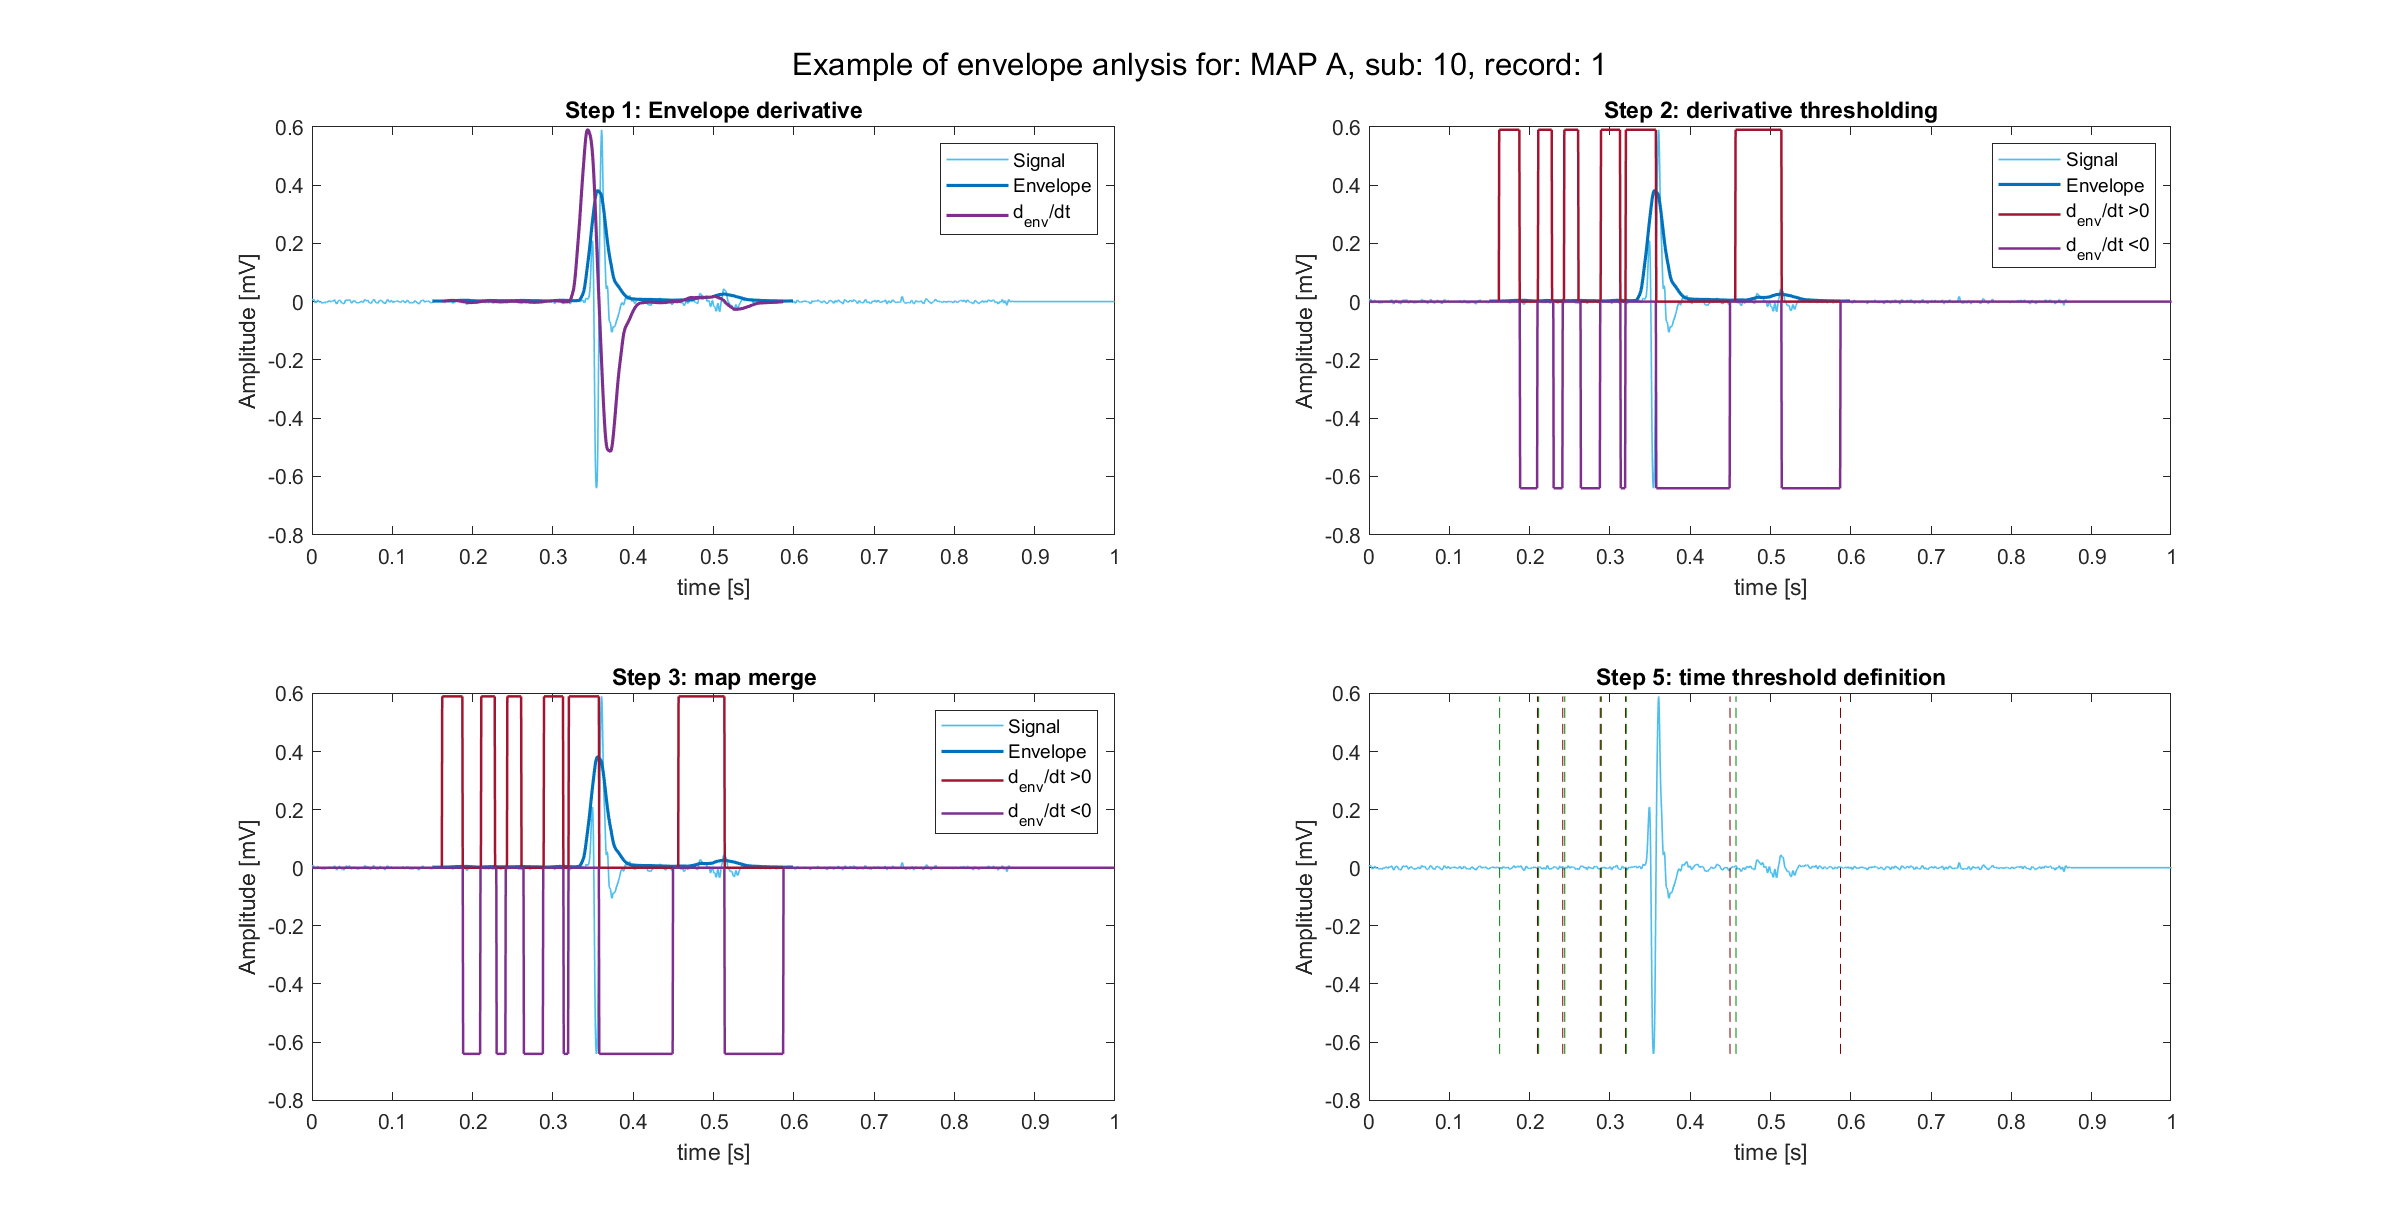 Example of envelope anlysis for: MAP A, sub: 10, record: 1
Step 1: Envelope derivative
0.6
0.4
0.2
0
-0.2
-0.4
-0.6
-0.8
Amplitude [mV]
0 0.1 0.2 0.3 0.4 0.5 0.6 0.7 0.8 0.9 1
time [s]
Signal
Envelope
d_env/dt
Step 2: derivative thresholding
0.6
0.4
0.2
0
-0.2
-0.4
-0.6
-0.8
Amplitude [mV]
0 0.1 0.2 0.3 0.4 0.5 0.6 0.7 0.8 0.9 1
time [s]
Signal
Envelope
d_env/dt >0
d_env/dt <0
Step 3: map merge
0.6
0.4
0.2
0
-0.2
-0.4
-0.6
-0.8
Amplitude [mV]
0 0.1 0.2 0.3 0.4 0.5 0.6 0.7 0.8 0.9 1
time [s]
Signal
Envelope
d_env/dt >0
d_env/dt <0
Step 5: time threshold definition
0.6
0.4
0.2
0
-0.2
-0.4
-0.6
-0.8
Amplitude [mV]
0 0.1 0.2 0.3 0.4 0.5 0.6 0.7 0.8 0.9 1
time [s]